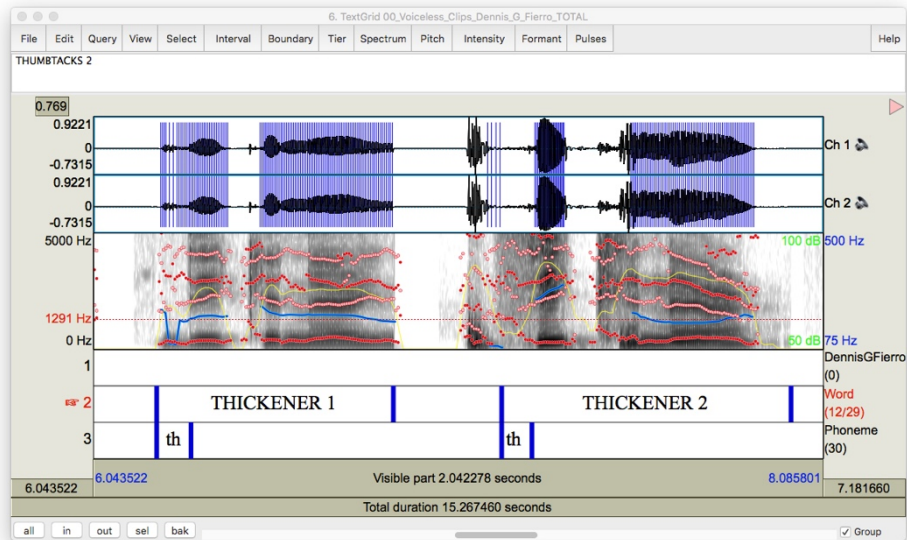 6. TextGrid 00_Voiceless_Clips_Dennis_G_Fierro_TOTAL
File Edit Query View Select Interval Boundary Tier Spectrum Pitch Intensity Formant Pulses Help
THUMBTACKS 2
0.769
0.9221
0
-0.7315
Ch 1
0.9221
0
-0.7315
Ch 2
5000 Hz 100 dB 500 Hz
1291 Hz
0 Hz 50 dB 75 Hz
1 DennisGFierro
(0)
2 THICKENER 1 THICKENER 2 Word
(12/29)
3 th th Phoneme
(30)
6.043522 Visible part 2.042278 seconds 8.085801
6.043522 7.181660
Total duration 15.267460 seconds
all in out sel bak Group